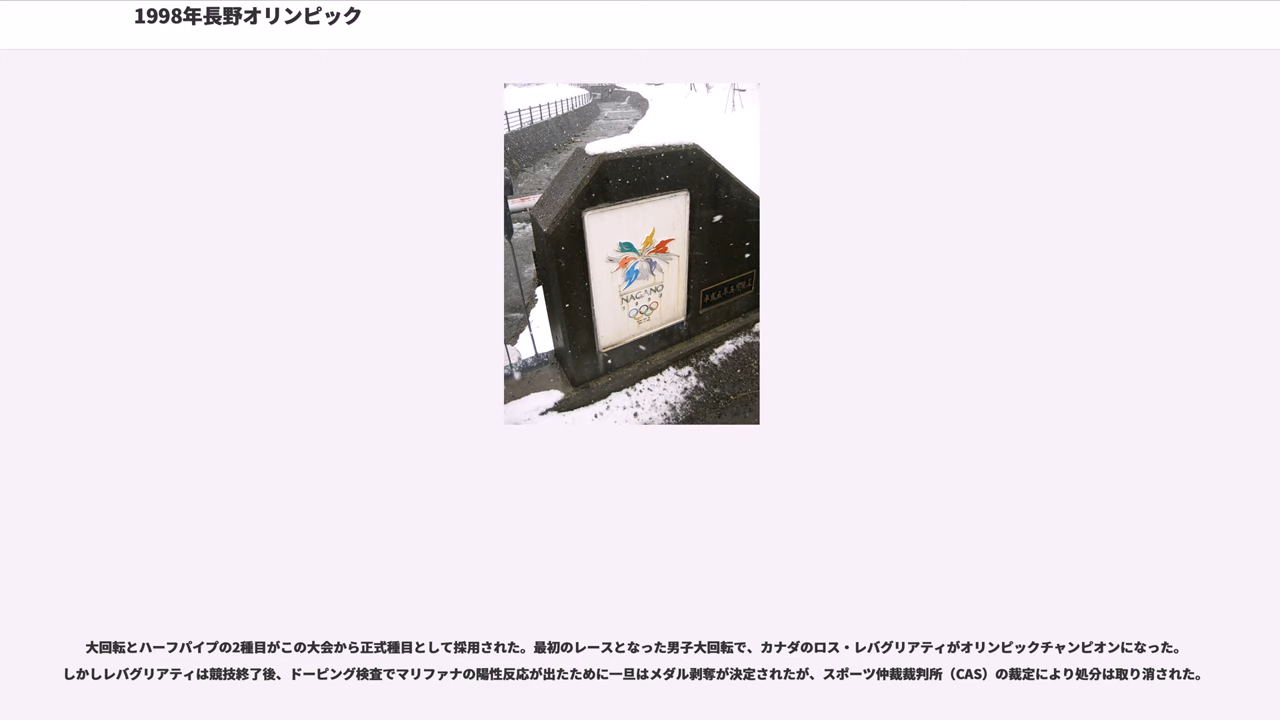 1998年長野オリンピック
NAGANO
1998
大回転とハーフパイプの2種目がこの大会から正式種目として採用された。最初のレースとなった男子大回転で、カナダのロス・レバグリアティがオリンピックチャンピオンになった。
しかしレバグリアティは競技終了後、ドーピング検査でマリファナの陽性反応が出たために一旦はメダル剥奪が決定されたが、スポーツ仲裁裁判所（CAS）の裁定により処分は取り消された。